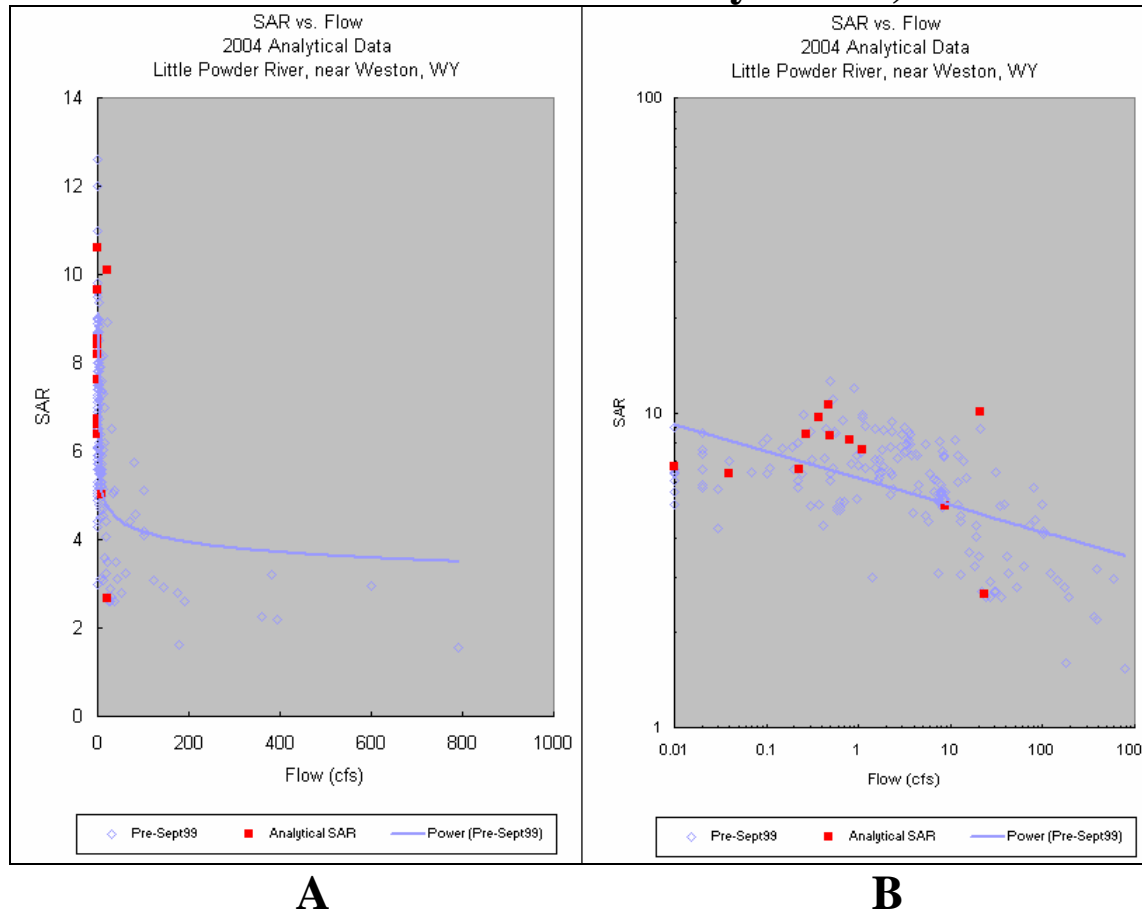 SAR vs. Flow
2004 Analytical Data
Little Powder River, near Weston, WY
14
12
10
8
6
4
2
0
SAR
0 200 400 600 800 1000
Flow (cfs)
Pre-Sept99 Analytical SAR Power (Pre-Sept99)
A
SAR vs. Flow
2004 Analytical Data
Little Powder River, near Weston, WY
100
10
1
SAR
0.01 0.1 1 10 100 1000
Flow (cfs)
Pre-Sept99 Analytical SAR Power (Pre-Sept99)
B